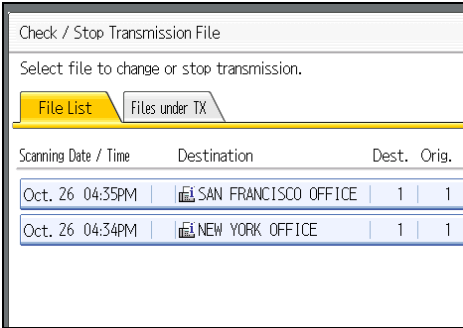 Check / Stop Transmission File
Select file to change or stop transmission.
File List Files under TX
Scanning Date / Time Destination Dest. Orig.
Oct. 26 04:35PM SAN FRANCISCO OFFICE 1 1
Oct. 26 04:34PM NEW YORK OFFICE 1 1